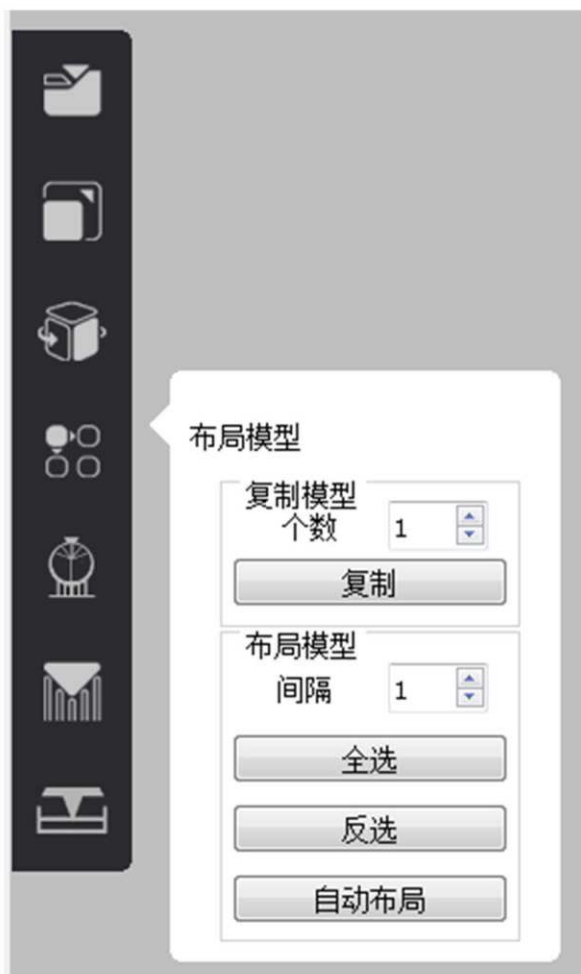 布局模型
复制模型
个数 1
复制
布局模型
间隔 1
全选
反选
自动布局